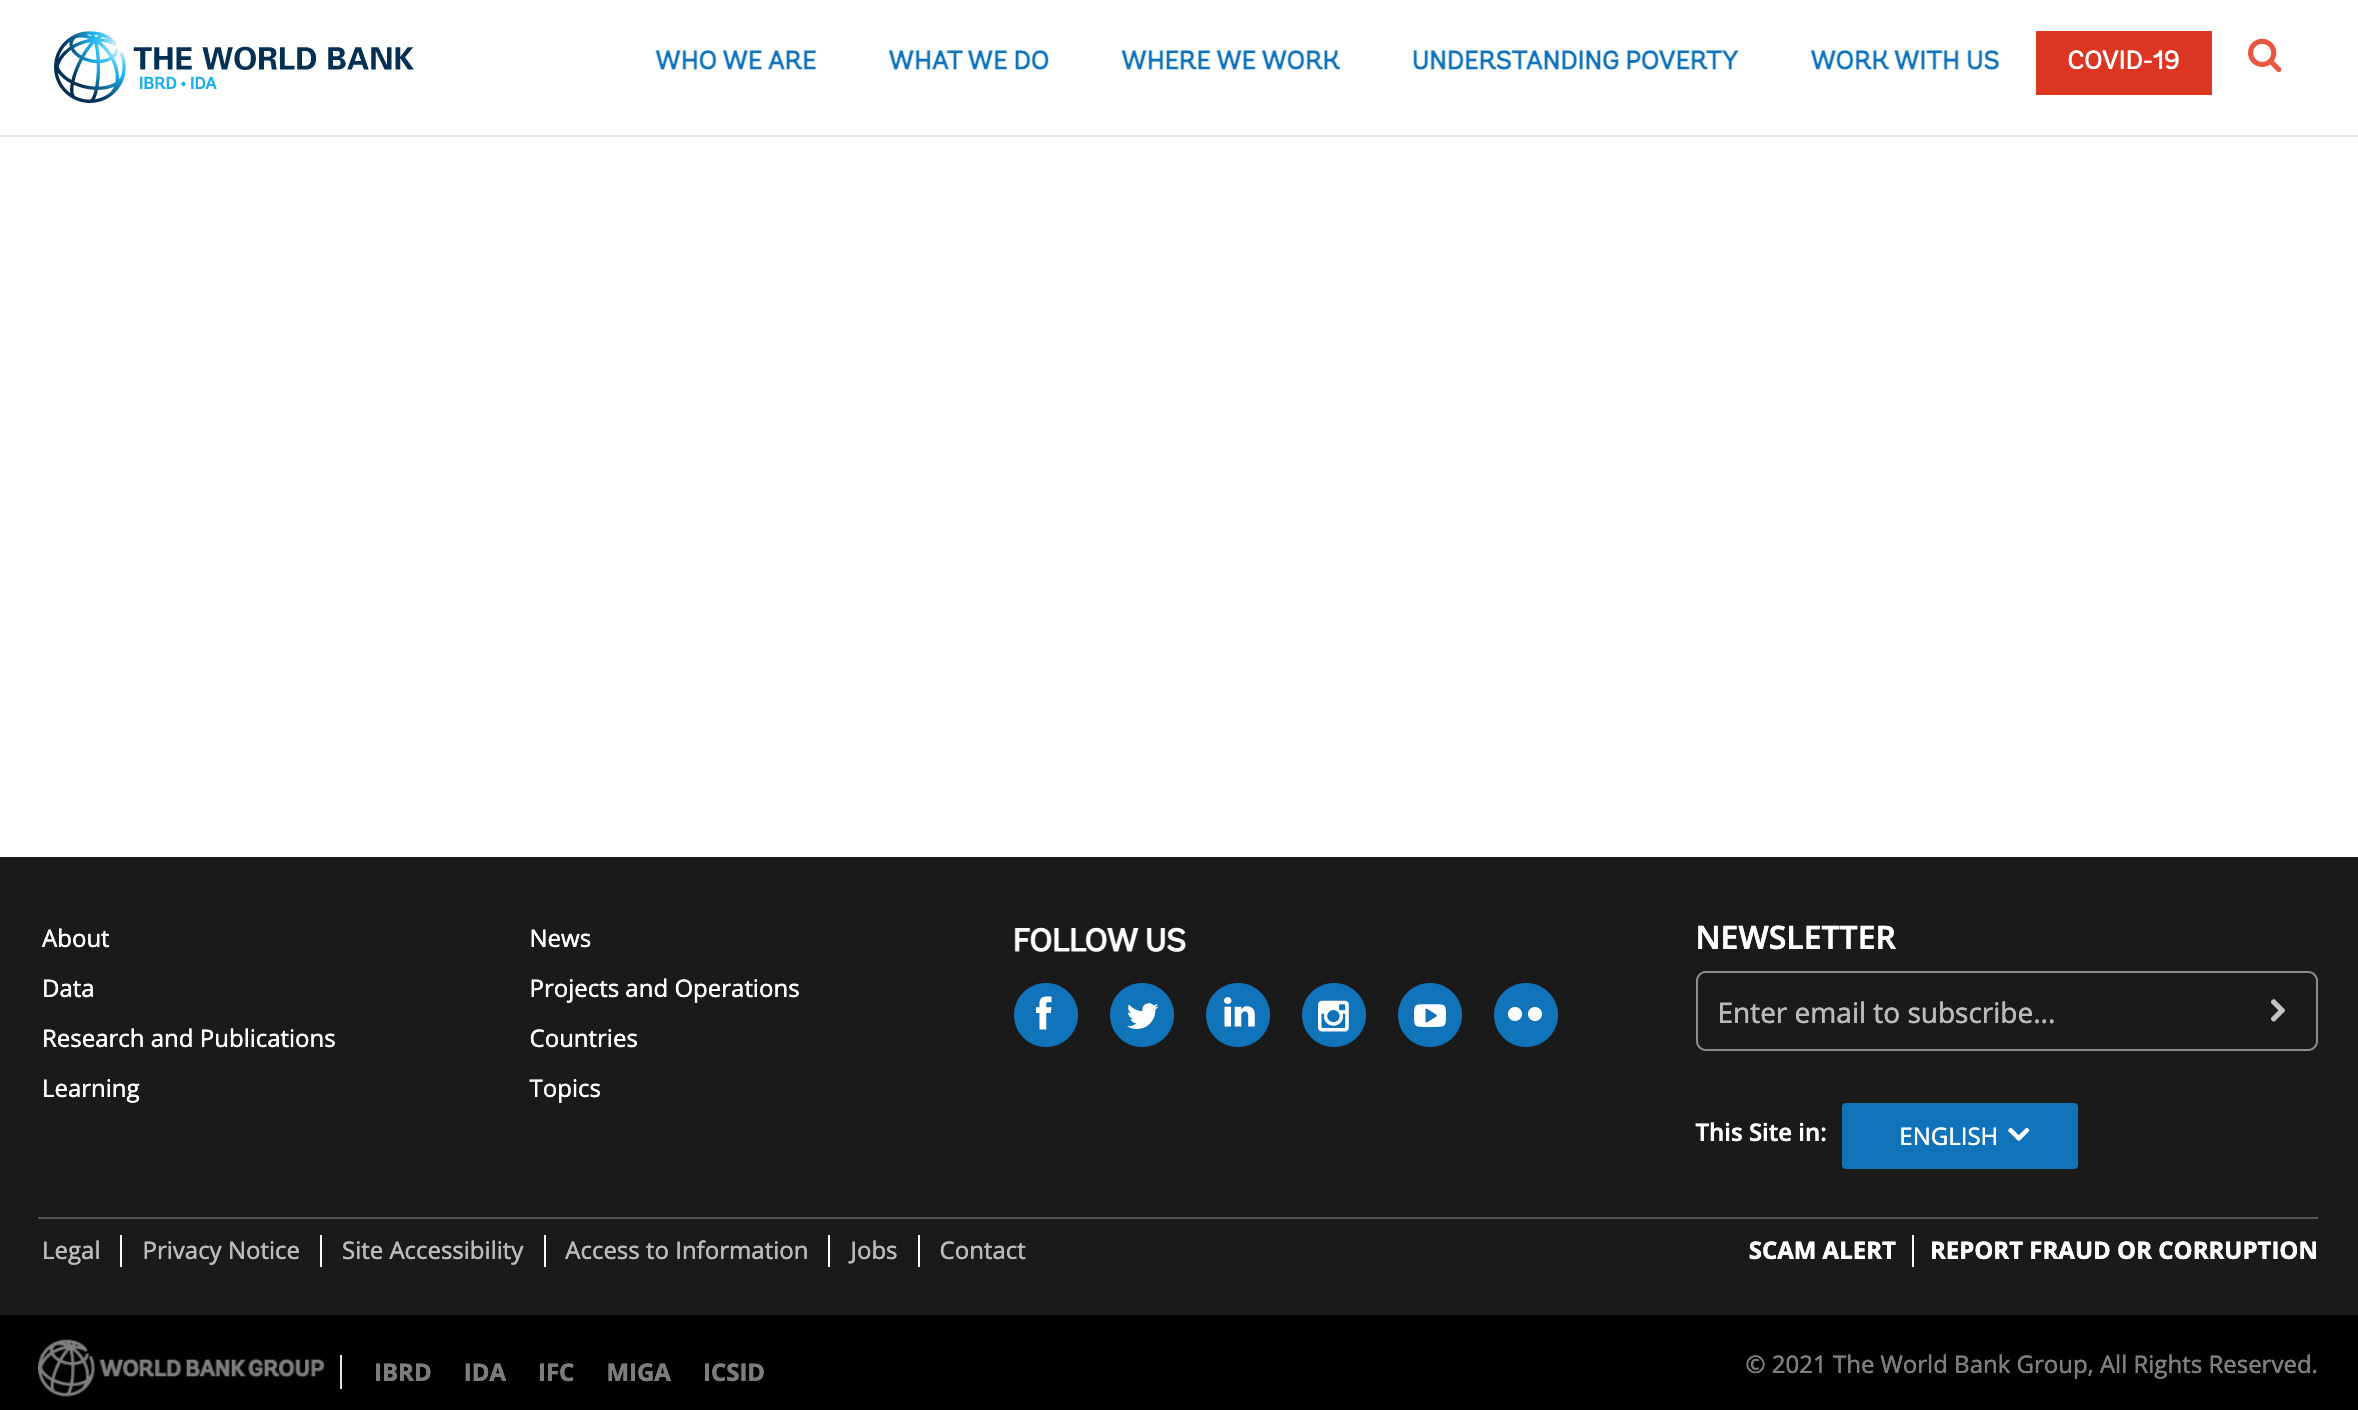 THE WORLD BANK
IBRD • IDA
WHO WE ARE
WHAT WE DO
WHERE WE WORK
UNDERSTANDING POVERTY
WORK WITH US
COVID-19
About
Data
Research and Publications
Learning
News
Projects and Operations
Countries
Topics
FOLLOW US
NEWSLETTER
Enter email to subscribe...
This Site in:
ENGLISH
Legal
Privacy Notice
Site Accessibility
Access to Information
Jobs
Contact
SCAM ALERT
REPORT FRAUD OR CORRUPTION
WORLD BANK GROUP
IBRD
IDA
IFC
MIGA
ICSID
© 2021 The World Bank Group, All Rights Reserved.